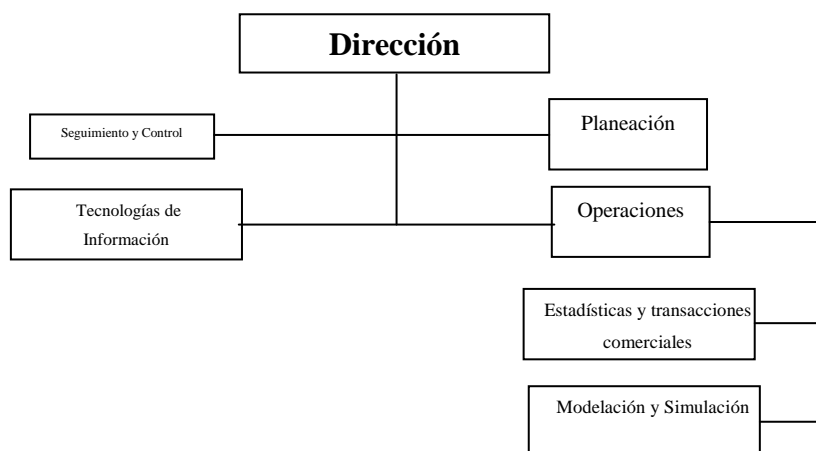 Dirección
Seguimiento y Control
Planeación
Tecnologías de
Información
Operaciones
Estadísticas y transacciones
comerciales
Modelación y Simulación